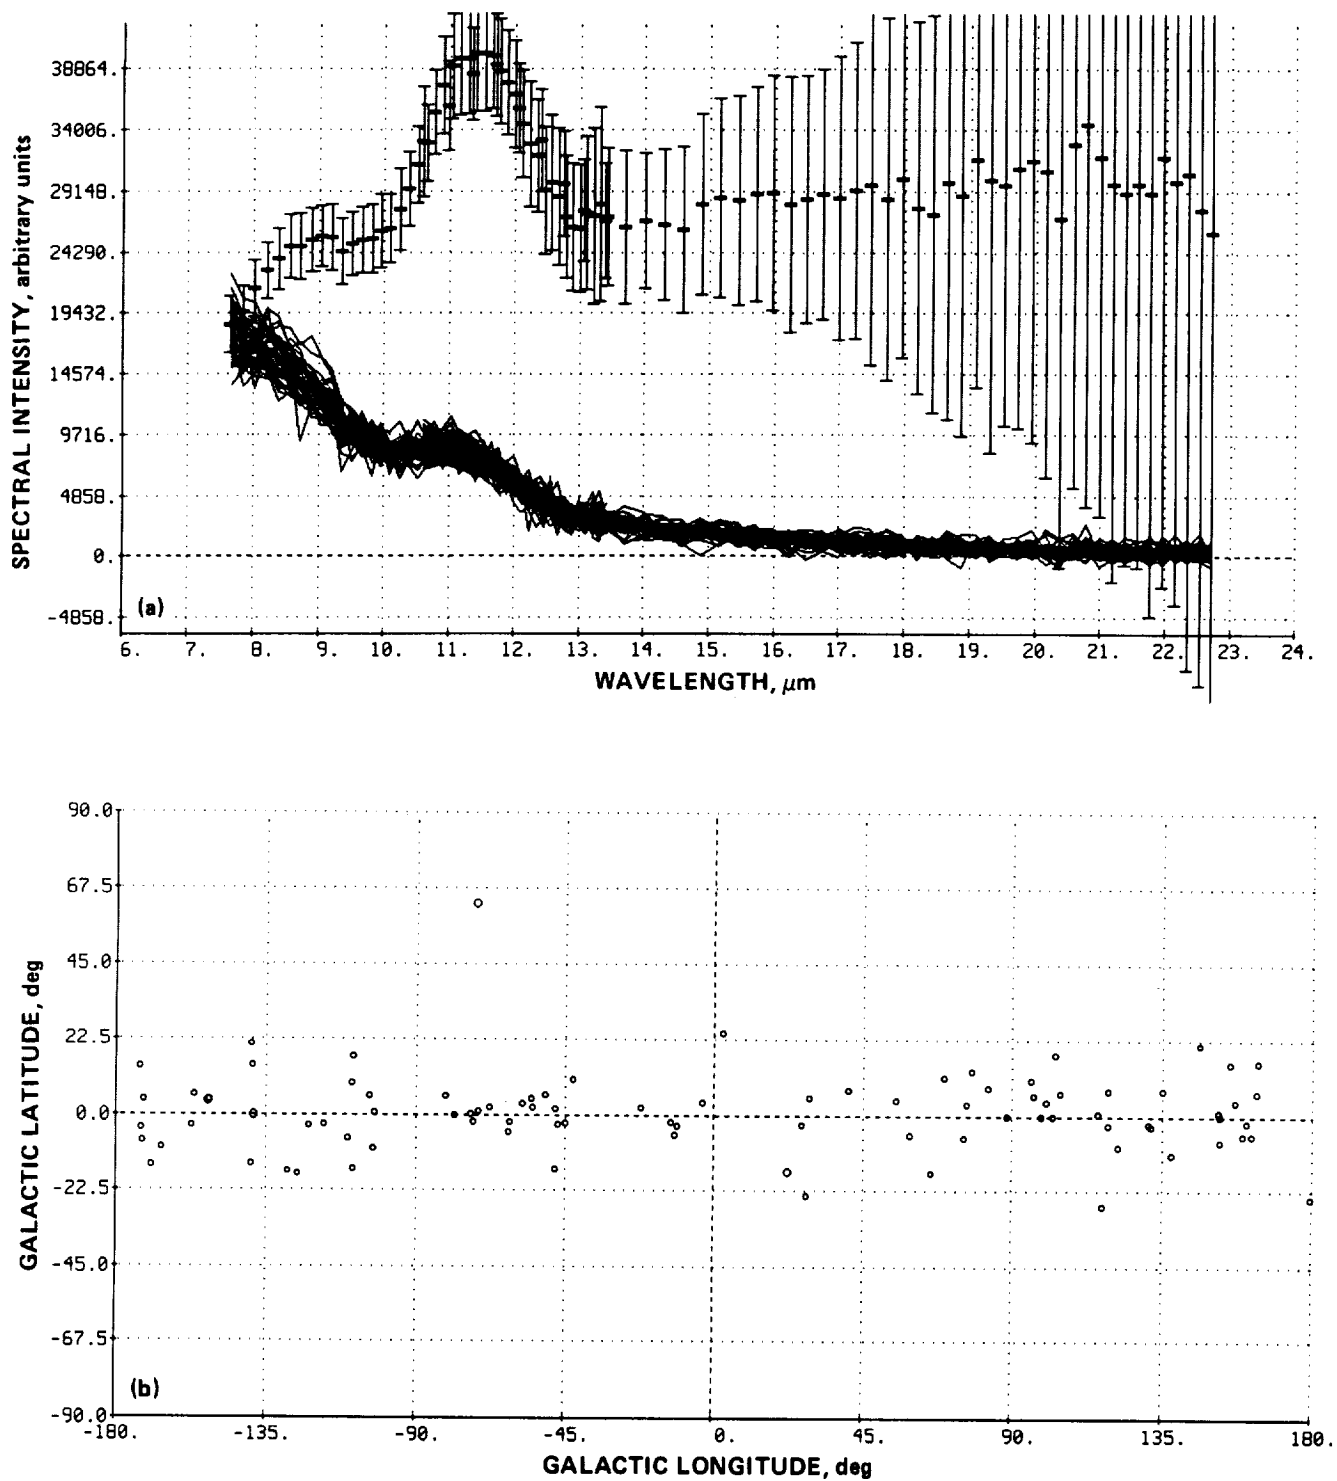 38864.
34006.
29148.
24290.
19432.
14574.
9716.
4858.
0.
-4858.
SPECTRAL INTENSITY, arbitrary units
(a)
6. 7. 8. 9. 10. 11. 12. 13. 14. 15. 16. 17. 18. 19. 20. 21. 22. 23. 24.
WAVELENGTH, μm
90.0
67.5
45.0
22.5
0.0
-22.5
-45.0
-67.5
-90.0
GALACTIC LATITUDE, deg
(b)
-180. -135. -90. -45. 0. 45. 90. 135. 180.
GALACTIC LONGITUDE, deg